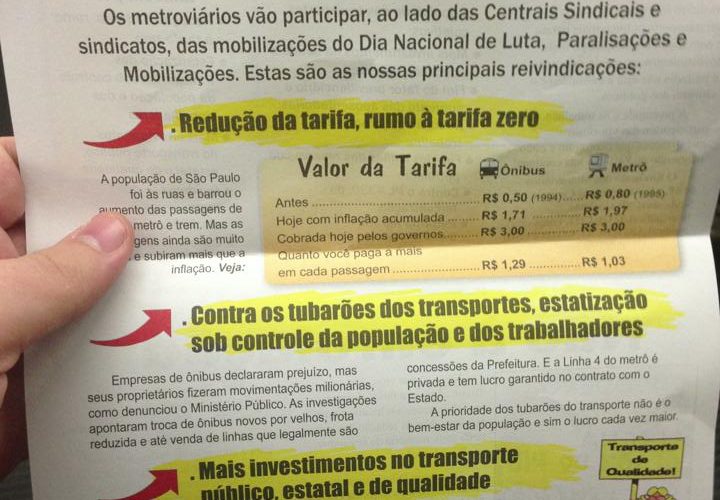 Os metroviários vão participar, ao lado das Centrais Sindicais e
sindicatos, das mobilizações do Dia Nacional de Luta, Paralisações e
Mobilizações. Estas são as nossas principais reivindicações:
. Redução da tarifa, rumo à tarifa zero
A população de São Paulo
foi às ruas e barrou o
aumento das passagens de
metrô e trem. Mas as
gens ainda são muito
e subiram mais que a
inflação. Veja:
Valor da Tarifa Ônibus Metrô
Antes ........ R$ 0,50 (1994)..... R$ 0,80 (1995)
Hoje com inflação acumulada ....... R$ 1,71 ............. R$ 1,97
Cobrada hoje pelos governos....... R$ 3,00 ............. R$ 3,00
Quanto você paga a mais
em cada passagem ........ R$ 1,29 ............. R$ 1,03
. Contra os tubarões dos transportes, estatização
sob controle da população e dos trabalhadores
Empresas de ônibus declararam prejuízo, mas
seus proprietários fizeram movimentações milionárias,
como denunciou o Ministério Público. As investigações
apontaram troca de ônibus novos por velhos, frota
reduzida e até venda de linhas que legalmente são
concessões da Prefeitura. E a Linha 4 do metrô é
privada e tem lucro garantido no contrato com o
Estado.
A prioridade dos tubarões do transporte não é o
bem-estar da população e sim o lucro cada vez maior.
. Mais investimentos no transporte
público, estatal e de qualidade
Transporte
de
Qualidade!